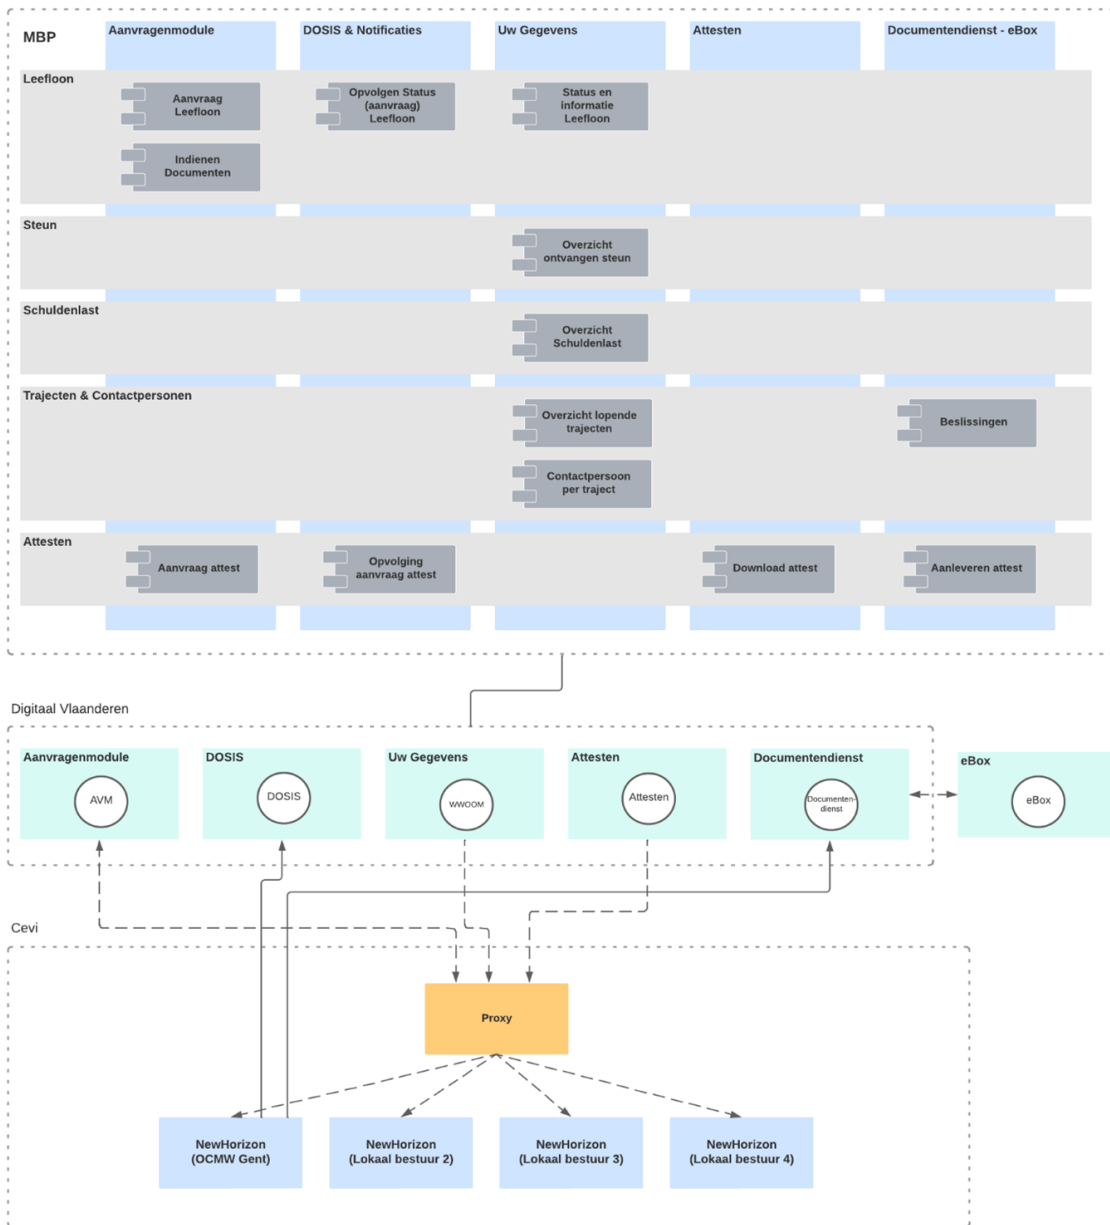 MBP
Aanvragenmodule
DOSIS & Notificaties
Uw Gegevens
Attesten
Documentendienst - eBox
Leefloon
Aanvraag
Leefloon
Opvolgen Status
(aanvraag)
Leefloon
Status en
informatie
Leefloon
Indienen
Documenten
Steun
Overzicht
ontvangen steun
Schuldenlast
Overzicht
Schuldenlast
Trajecten & Contactpersonen
Overzicht lopende
trajecten
Beslissingen
Contactpersoon
per traject
Attesten
Aanvraag attest
Opvolging
aanvraag attest
Download attest
Aanleveren attest
Digitaal Vlaanderen
Aanvragenmodule
AVM
DOSIS
DOSIS
Uw Gegevens
WWOOM
Attesten
Attesten
Documentendienst
Documenten-
dienst
eBox
eBox
Cevi
Proxy
NewHorizon
(OCMW Gent)
NewHorizon
(Lokaal bestuur 2)
NewHorizon
(Lokaal bestuur 3)
NewHorizon
(Lokaal bestuur 4)